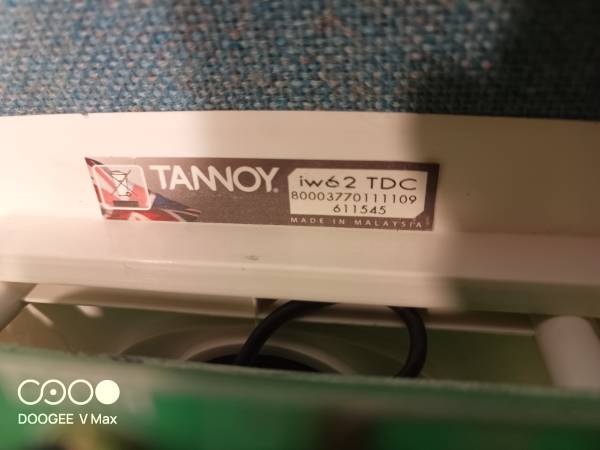 TANNOY
iw62 TDC
80003770111109
611545
MADE IN MALAYSIA
DOOGEE V Max